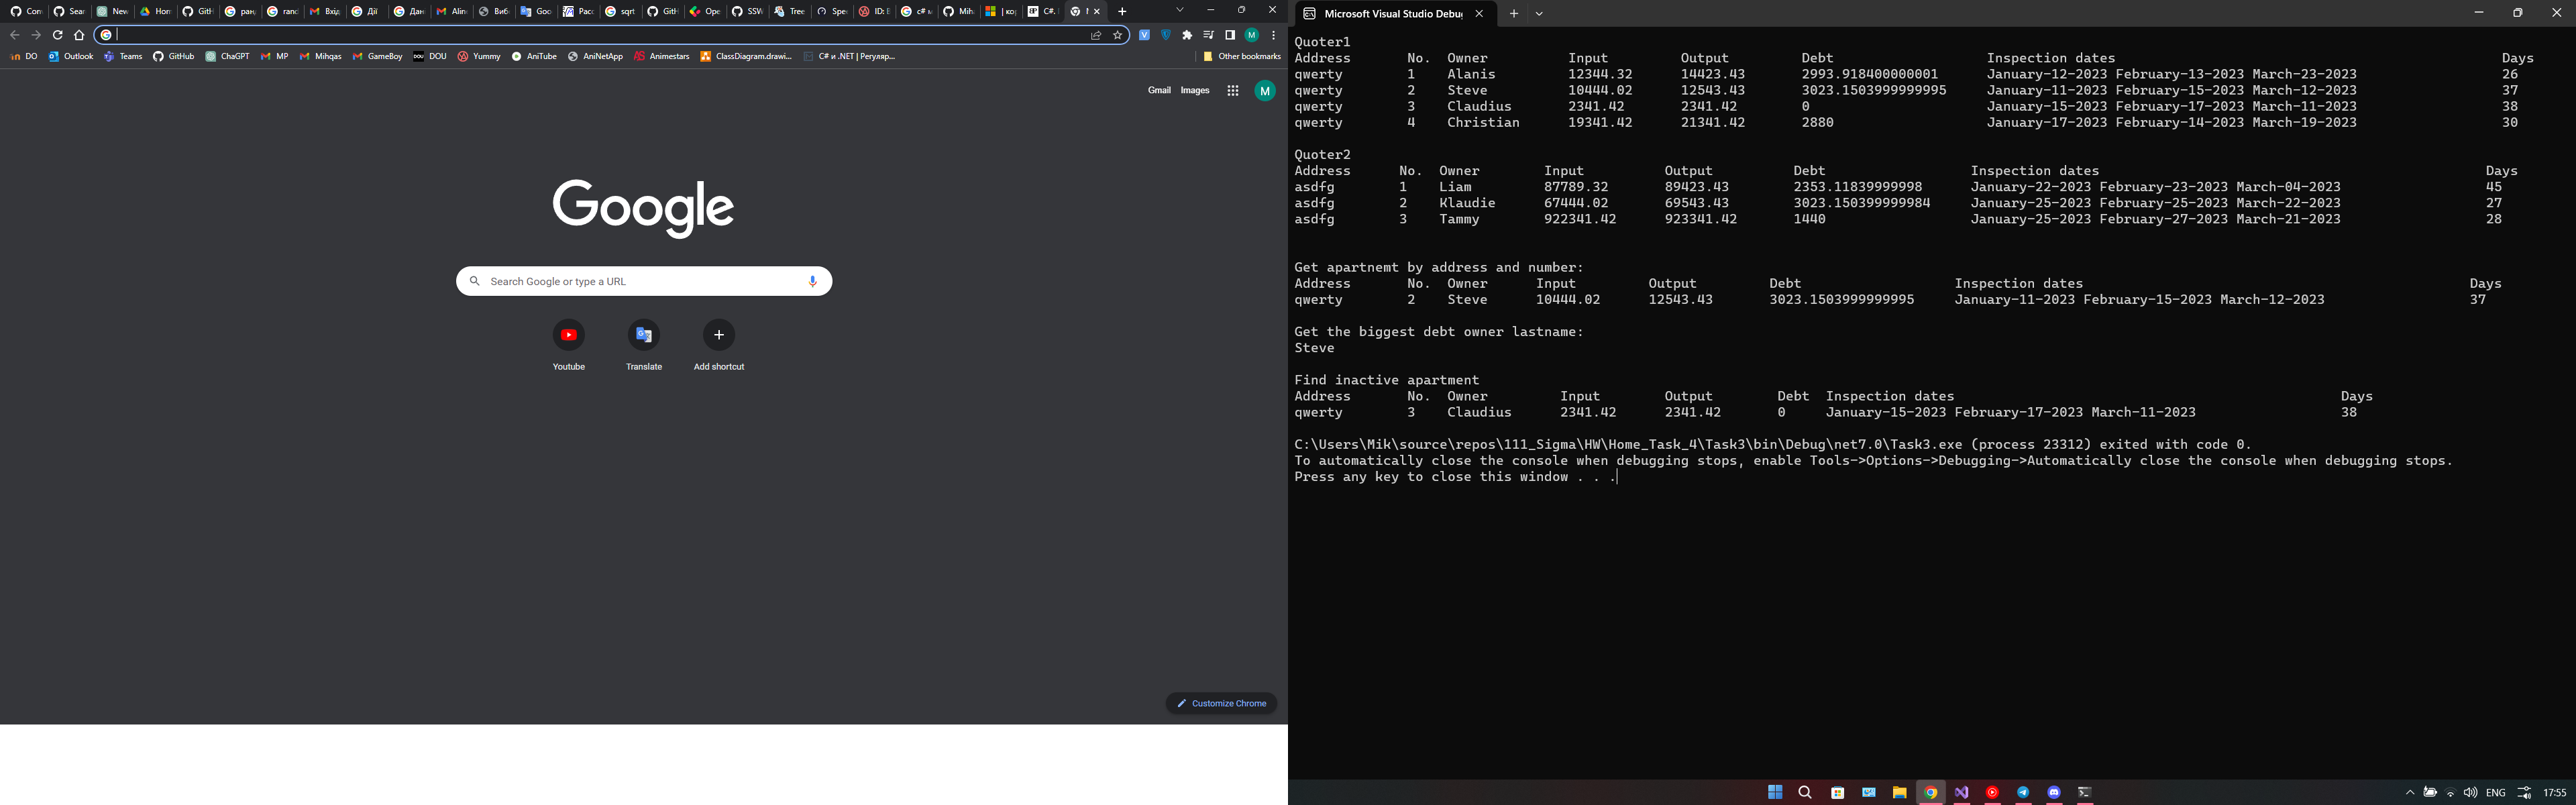 Con
Sear
New
Hom
GitH
ранд
rand
Вхід
Дії
Дан
Alin
Виб
Goo
Расс
sqrt
GitH
Ope
SSW
Tree
Spee
ID: E
c# м
Miha
| код
C#. 
DO Outlook Teams GitHub ChaGPT MP Mihqas GameBoy DOU Yummy AniTube AniNetApp Animestars ClassDiagram.drawi... C# и .NET | Регуляр... Other bookmarks
Gmail Images M
Google
Search Google or type a URL
Youtube Translate Add shortcut
Customize Chrome
Microsoft Visual Studio Debug
Quoter1
Address No. Owner Input Output Debt Inspection dates Days
qwerty 1 Alanis 12344.32 14423.43 2993.918400000001 January-12-2023 February-13-2023 March-23-2023 26
qwerty 2 Steve 10444.02 12543.43 3023.1503999999995 January-11-2023 February-15-2023 March-12-2023 37
qwerty 3 Claudius 2341.42 2341.42 0 January-15-2023 February-17-2023 March-11-2023 38
qwerty 4 Christian 19341.42 21341.42 2880 January-17-2023 February-14-2023 March-19-2023 30
Quoter2
Address No. Owner Input Output Debt Inspection dates Days
asdfg 1 Liam 87789.32 89423.43 2353.11839999998 January-22-2023 February-23-2023 March-04-2023 45
asdfg 2 Klaudie 67444.02 69543.43 3023.150399999984 January-25-2023 February-25-2023 March-22-2023 27
asdfg 3 Tammy 922341.42 923341.42 1440 January-25-2023 February-27-2023 March-21-2023 28
Get apartnemt by address and number:
Address No. Owner Input Output Debt Inspection dates Days
qwerty 2 Steve 10444.02 12543.43 3023.1503999999995 January-11-2023 February-15-2023 March-12-2023 37
Get the biggest debt owner lastname:
Steve
Find inactive apartment
Address No. Owner Input Output Debt Inspection dates Days
qwerty 3 Claudius 2341.42 2341.42 0 January-15-2023 February-17-2023 March-11-2023 38
C:\Users\Mik\source\repos\111_Sigma\HW\Home_Task_4\Task3\bin\Debug\net7.0\Task3.exe (process 23312) exited with code 0.
To automatically close the console when debugging stops, enable Tools->Options->Debugging->Automatically close the console when debugging stops.
Press any key to close this window . . .
ENG 17:55